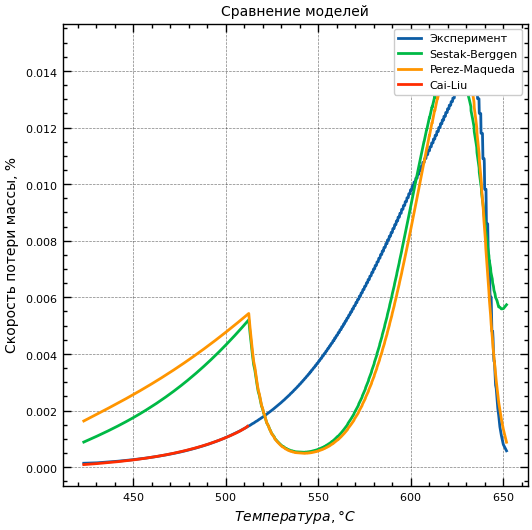 Сравнение моделей
Эксперимент
Sestak-Berggen
Perez-Maqueda
Cai-Liu
Скорость потери массы, %
0.014
0.012
0.010
0.008
0.006
0.004
0.002
0.000
450 500 550 600 650
Температура, °C